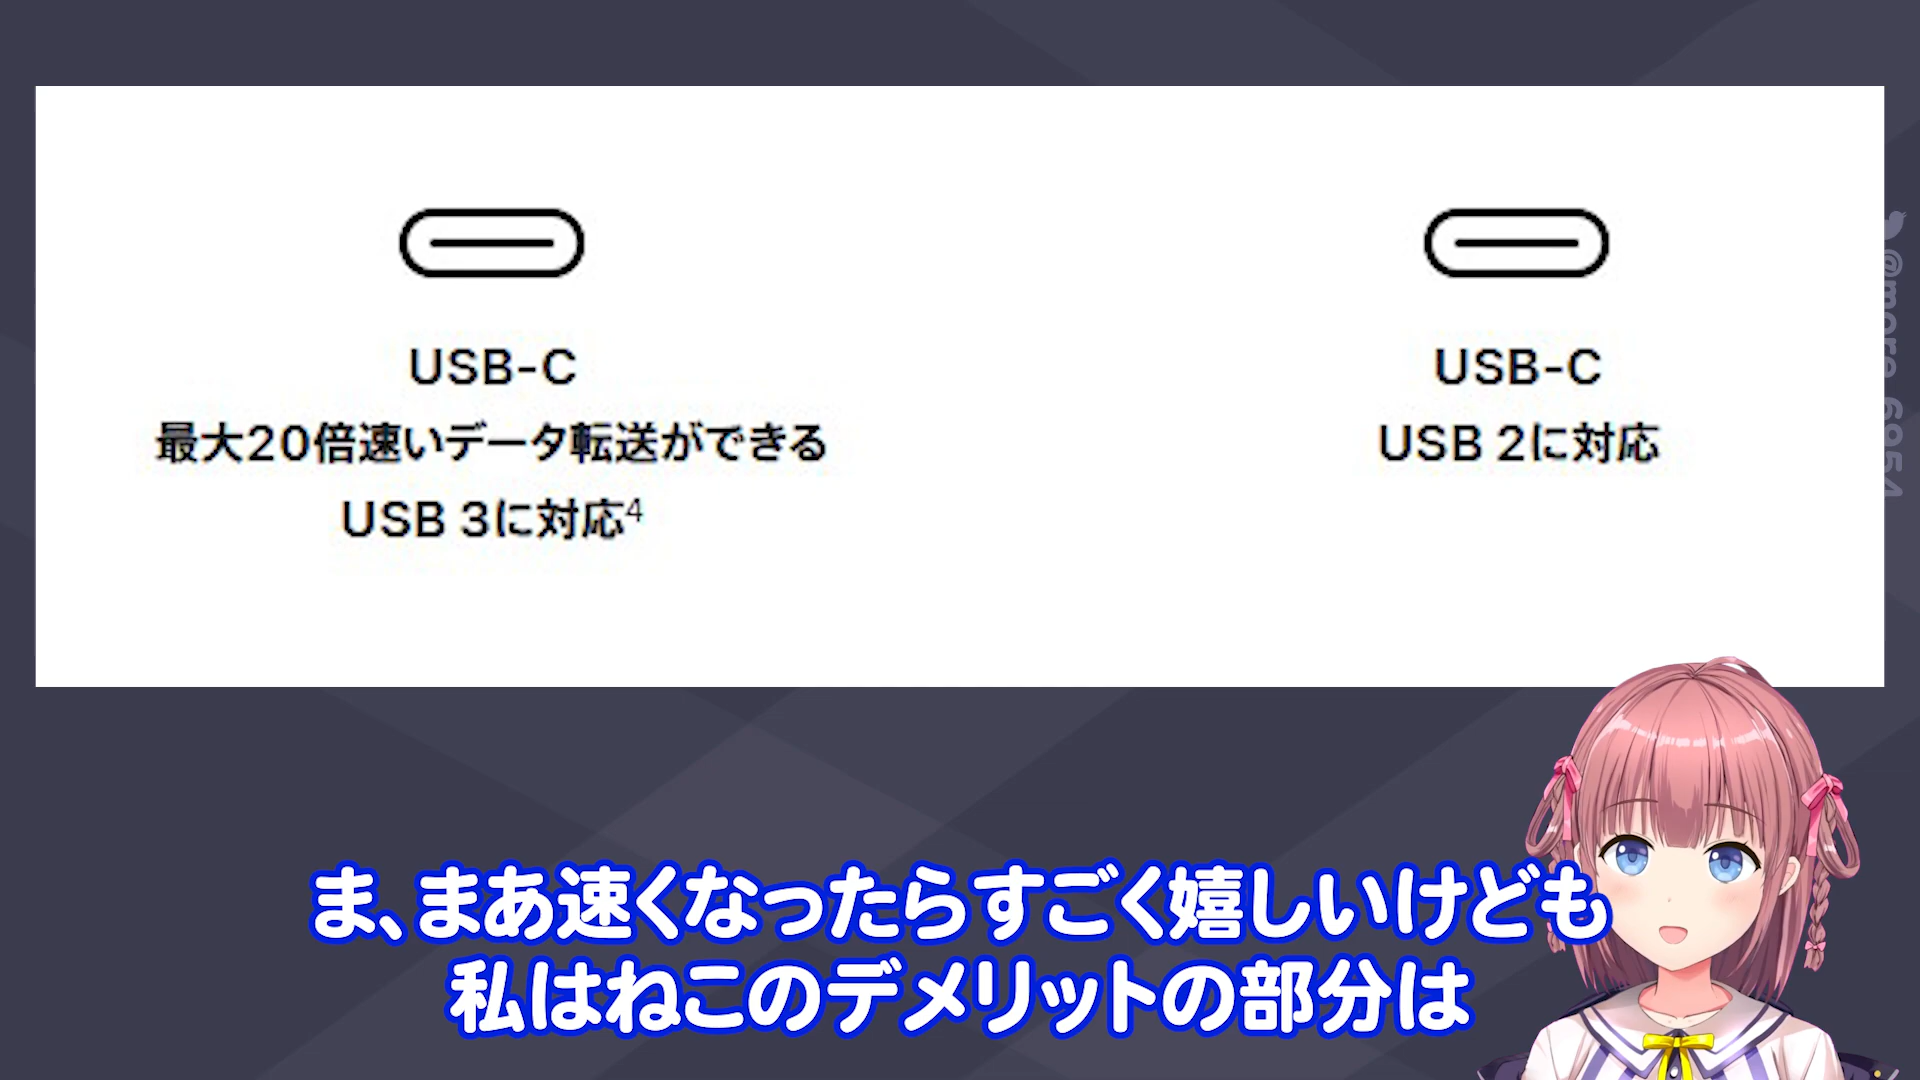 USB-C
最大20倍速いデータ転送ができる
USB 3に対応4
USB-C
USB 2に対応
@mora_6954
ま、まあ速くなったらすごく嬉しいけども
私はねこのデメリットの部分は